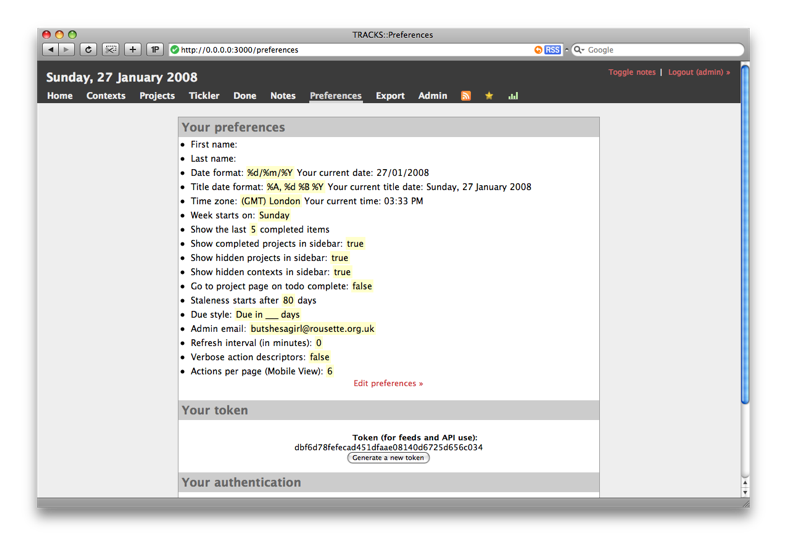 TRACKS::Preferences
1P
http://0.0.0.0:3000/preferences
RSS
Google
Toggle notes | Logout (admin) »
Sunday, 27 January 2008
Home Contexts Projects Tickler Done Notes Preferences Export Admin
Your preferences
• First name:
• Last name:
• Date format: %d/%m/%Y Your current date: 27/01/2008
• Title date format: %A, %d %B %Y Your current title date: Sunday, 27 January 2008
• Time zone: (GMT) London Your current time: 03:33 PM
• Week starts on: Sunday
• Show the last 5 completed items
• Show completed projects in sidebar: true
• Show hidden projects in sidebar: true
• Show hidden contexts in sidebar: true
• Go to project page on todo complete: false
• Staleness starts after 80 days
• Due style: Due in ___ days
• Admin email: butshesagirl@rousette.org.uk
• Refresh interval (in minutes): 0
• Verbose action descriptors: false
• Actions per page (Mobile View): 6
Edit preferences »
Your token
Token (for feeds and API use):
dbf6d78fefecad451dfaae08140d6725d656c034
Generate a new token
Your authentication